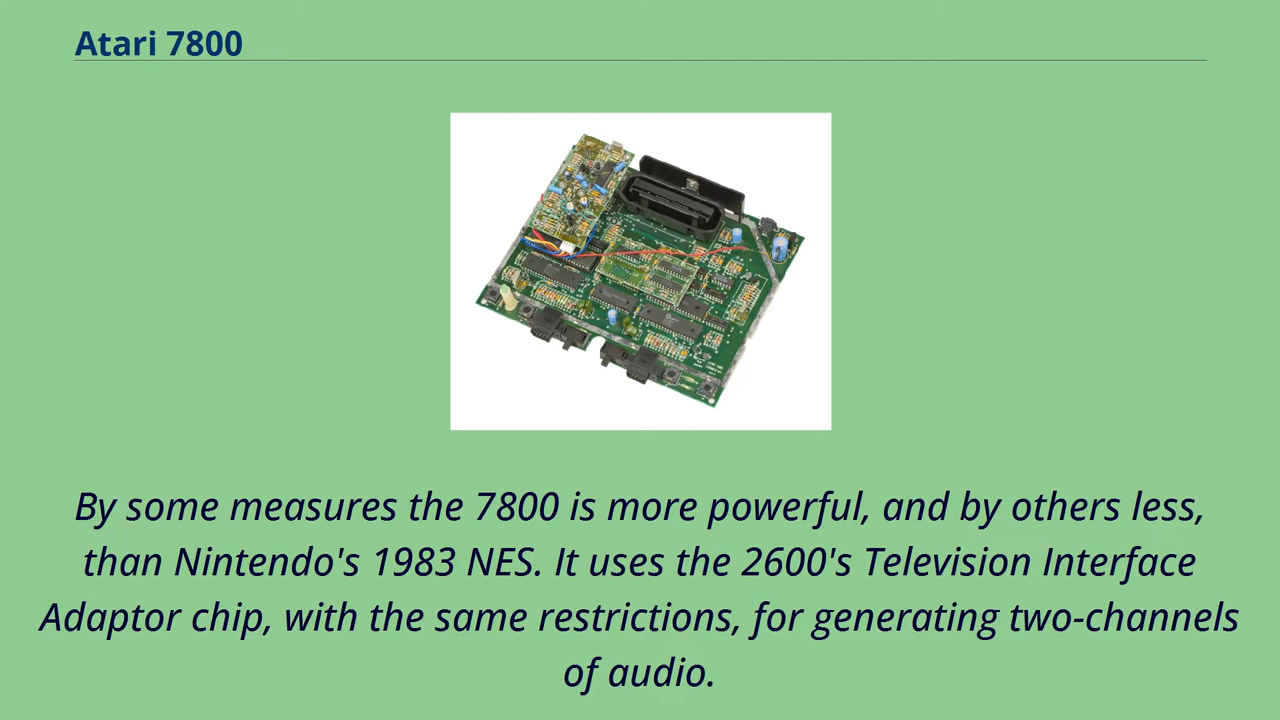 Atari 7800
By some measures the 7800 is more powerful, and by others less,
than Nintendo's 1983 NES. It uses the 2600's Television Interface
Adaptor chip, with the same restrictions, for generating two-channels
of audio.